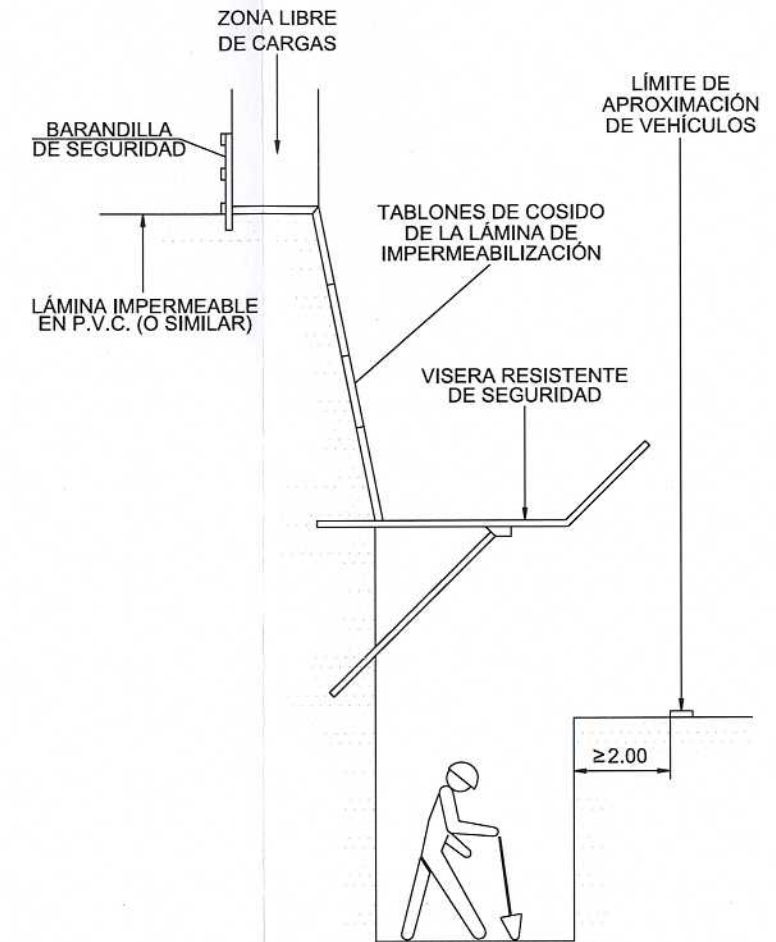 ZONA LIBRE
DE CARGAS
LÍMITE DE
APROXIMACIÓN
DE VEHÍCULOS
BARANDILLA
DE SEGURIDAD
TABLONES DE COSIDO
DE LA LÁMINA DE
IMPERMEABILIZACIÓN
LÁMINA IMPERMEABLE
EN P.V.C. (O SIMILAR)
VISERA RESISTENTE
DE SEGURIDAD
≥2.00